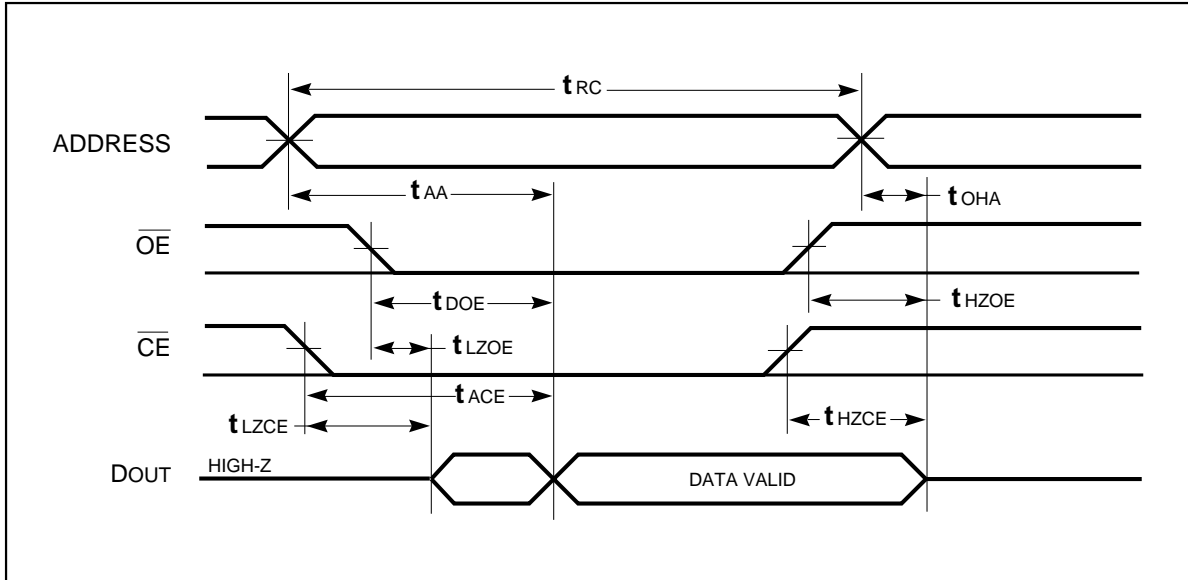 tRC
ADDRESS
tAA
tOHA
OE
tDOE
tHZOE
CE
tLZOE
tACE
tLZCE
tHZCE
DOUT
HIGH-Z
DATA VALID